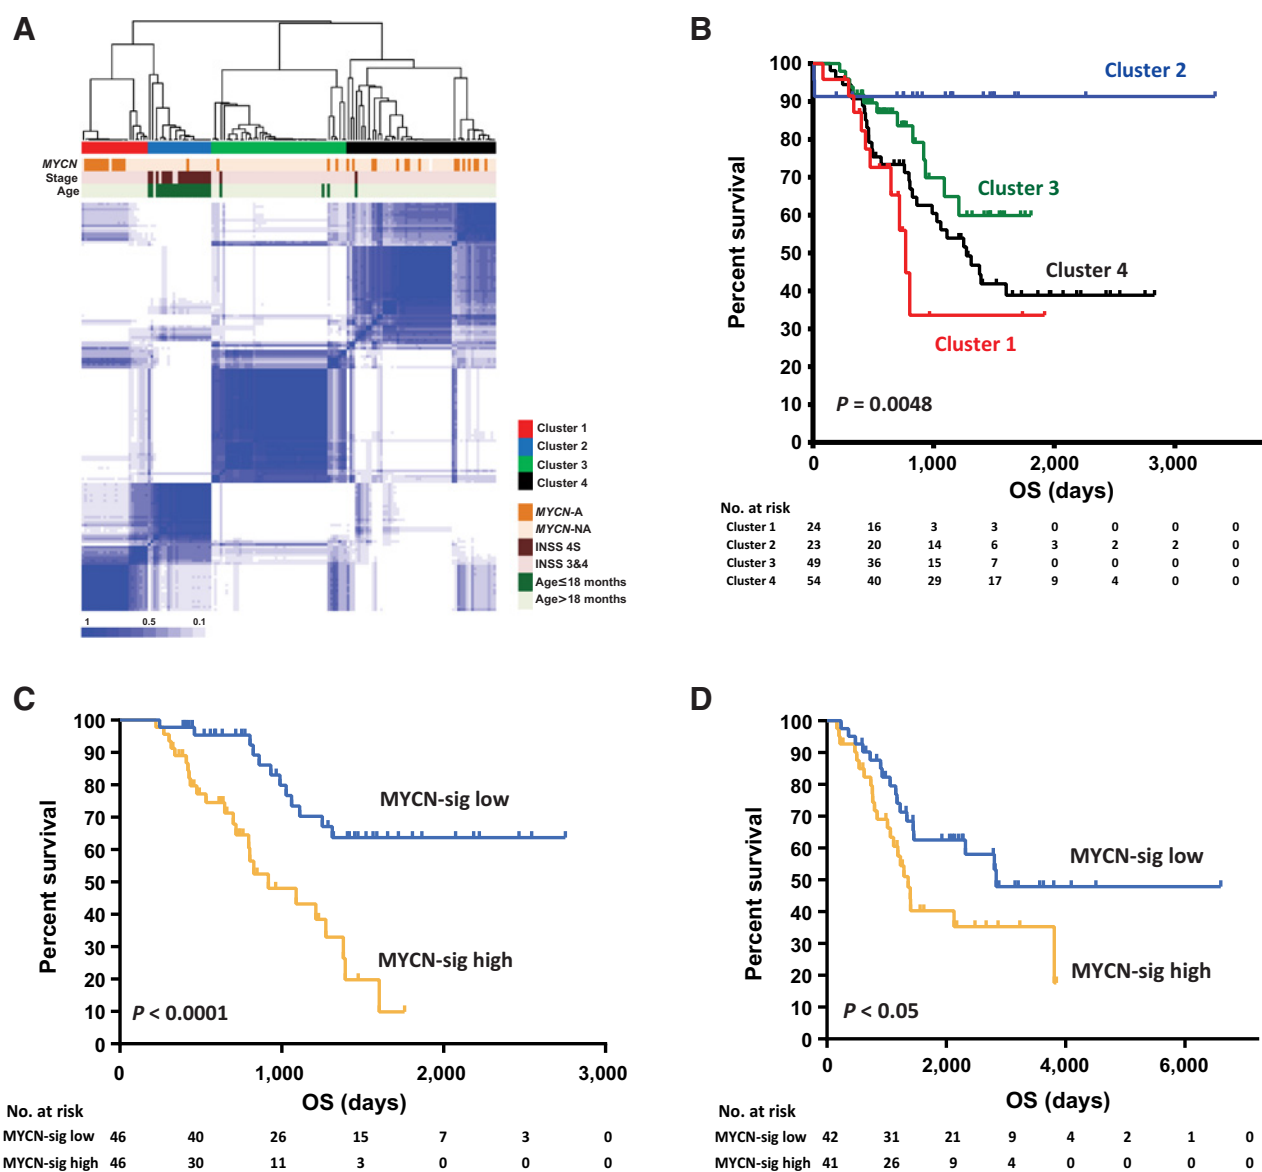 A
MYCN
Stage
Age
Cluster 1
Cluster 2
Cluster 3
Cluster 4
MYCN-A
MYCN-NA
INSS 4S
INSS 3&4
Age≤18 months
Age>18 months
1 0.5 0.1
B
Percent survival
100
90
80
70
60
50
40
30
20
10
0
Cluster 2
Cluster 3
Cluster 4
Cluster 1
P = 0.0048
0 1,000 2,000 3,000
OS (days)
No. at risk
Cluster 1 24 16 3 3 0 0 0 0
Cluster 2 23 20 14 6 3 2 2 0
Cluster 3 49 36 15 7 0 0 0 0
Cluster 4 54 40 29 17 9 4 0 0
C
Percent survival
100
90
80
70
60
50
40
30
20
10
0
MYCN-sig low
MYCN-sig high
P < 0.0001
0 1,000 2,000 3,000
OS (days)
No. at risk
MYCN-sig low 46 40 26 15 7 3 0
MYCN-sig high 46 30 11 3 0 0 0
D
Percent survival
100
90
80
70
60
50
40
30
20
10
0
MYCN-sig low
MYCN-sig high
P < 0.05
0 2,000 4,000 6,000
OS (days)
No. at risk
MYCN-sig low 42 31 21 9 4 2 1 0
MYCN-sig high 41 26 9 4 0 0 0 0